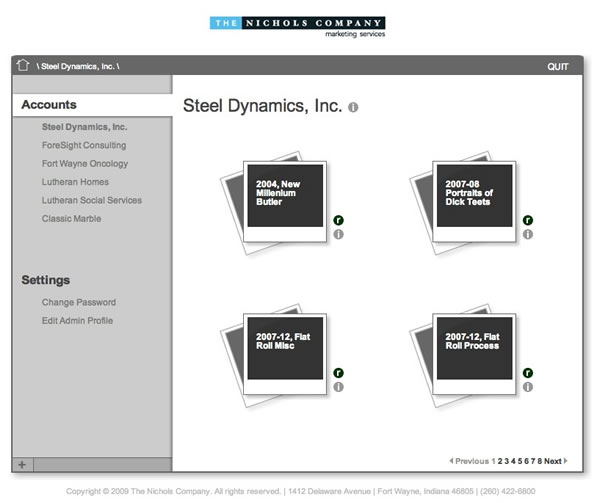 THE NICHOLS COMPANY
marketing services
\ Steel Dynamics, Inc. \
QUIT
Accounts
Steel Dynamics, Inc.
ForeSight Consulting
Fort Wayne Oncology
Lutheran Homes
Lutheran Social Services
Classic Marble
Settings
Change Password
Edit Admin Profile
+
Steel Dynamics, Inc. i
2004, New
Millenium
Butler
r
i
2007-08
Portraits of
Dick Teets
r
i
2007-12, Flat
Roll Misc
r
i
2007-12, Flat
Roll Process
r
i
Previous 1 2 3 4 5 6 7 8 Next
Copyright © 2009 The Nichols Company. All rights reserved. | 1412 Delaware Avenue | Fort Wayne, Indiana 46805 | (260) 422-6800